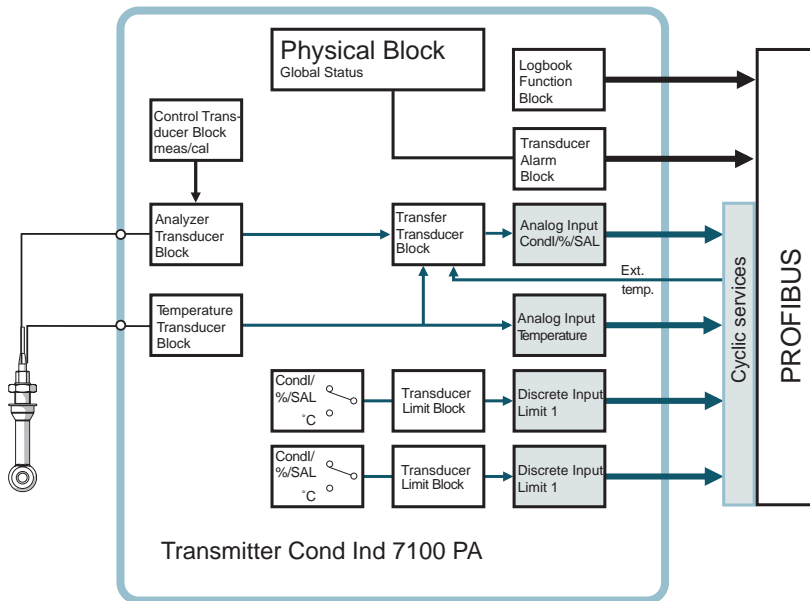 Physical Block
Global Status
Logbook
Function
Block
Control Trans-
ducer Block
meas/cal
Transducer
Alarm
Block
Analyzer
Transducer
Block
Transfer
Transducer
Block
Analog Input
CondI/%/SAL
Ext.
temp.
Temperature
Transducer
Block
Analog Input
Temperature
CondI/
%/SAL
°C
Transducer
Limit Block
Discrete Input
Limit 1
CondI/
%/SAL
°C
Transducer
Limit Block
Discrete Input
Limit 1
Cyclic services
PROFIBUS
Transmitter Cond Ind 7100 PA